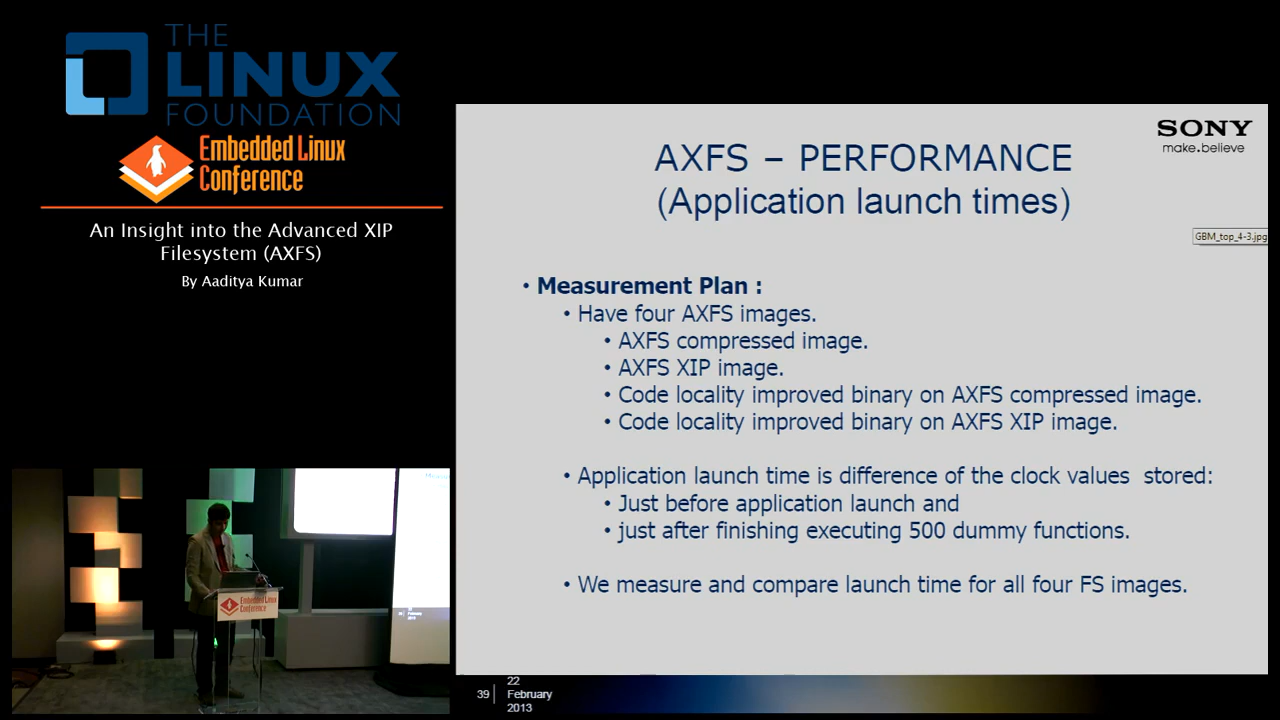 THE
LINUX
FOUNDATION
Embedded Linux
Conference
An Insight into the Advanced XIP
Filesystem (AXFS)
By Aaditya Kumar
SONY
make.believe
AXFS – PERFORMANCE
(Application launch times)
GBM_top_4-3.jpg
• Measurement Plan :
• Have four AXFS images.
• AXFS compressed image.
• AXFS XIP image.
• Code locality improved binary on AXFS compressed image.
• Code locality improved binary on AXFS XIP image.
• Application launch time is difference of the clock values stored:
• Just before application launch and
• just after finishing executing 500 dummy functions.
• We measure and compare launch time for all four FS images.
39
22
February
2013
Embedded Linux
Conference